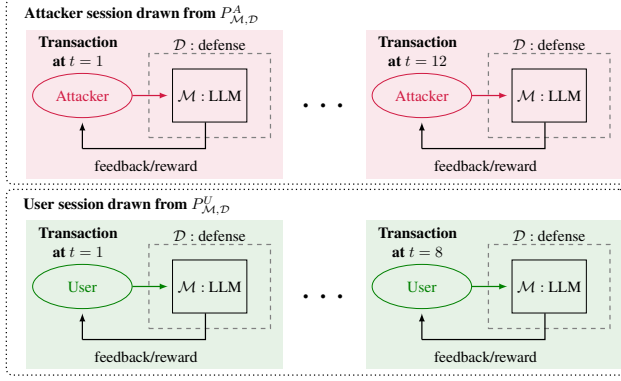 Attacker session drawn from $P^{A}_{\mathcal{M},\mathcal{D}}$
Transaction
at $t = 1$
$\mathcal{D}$ : defense
Attacker
$\mathcal{M}$ : LLM
feedback/reward
· · ·
Transaction
at $t = 12$
$\mathcal{D}$ : defense
Attacker
$\mathcal{M}$ : LLM
feedback/reward
User session drawn from $P^{U}_{\mathcal{M},\mathcal{D}}$
Transaction
at $t = 1$
$\mathcal{D}$ : defense
User
$\mathcal{M}$ : LLM
feedback/reward
· · ·
Transaction
at $t = 8$
$\mathcal{D}$ : defense
User
$\mathcal{M}$ : LLM
feedback/reward